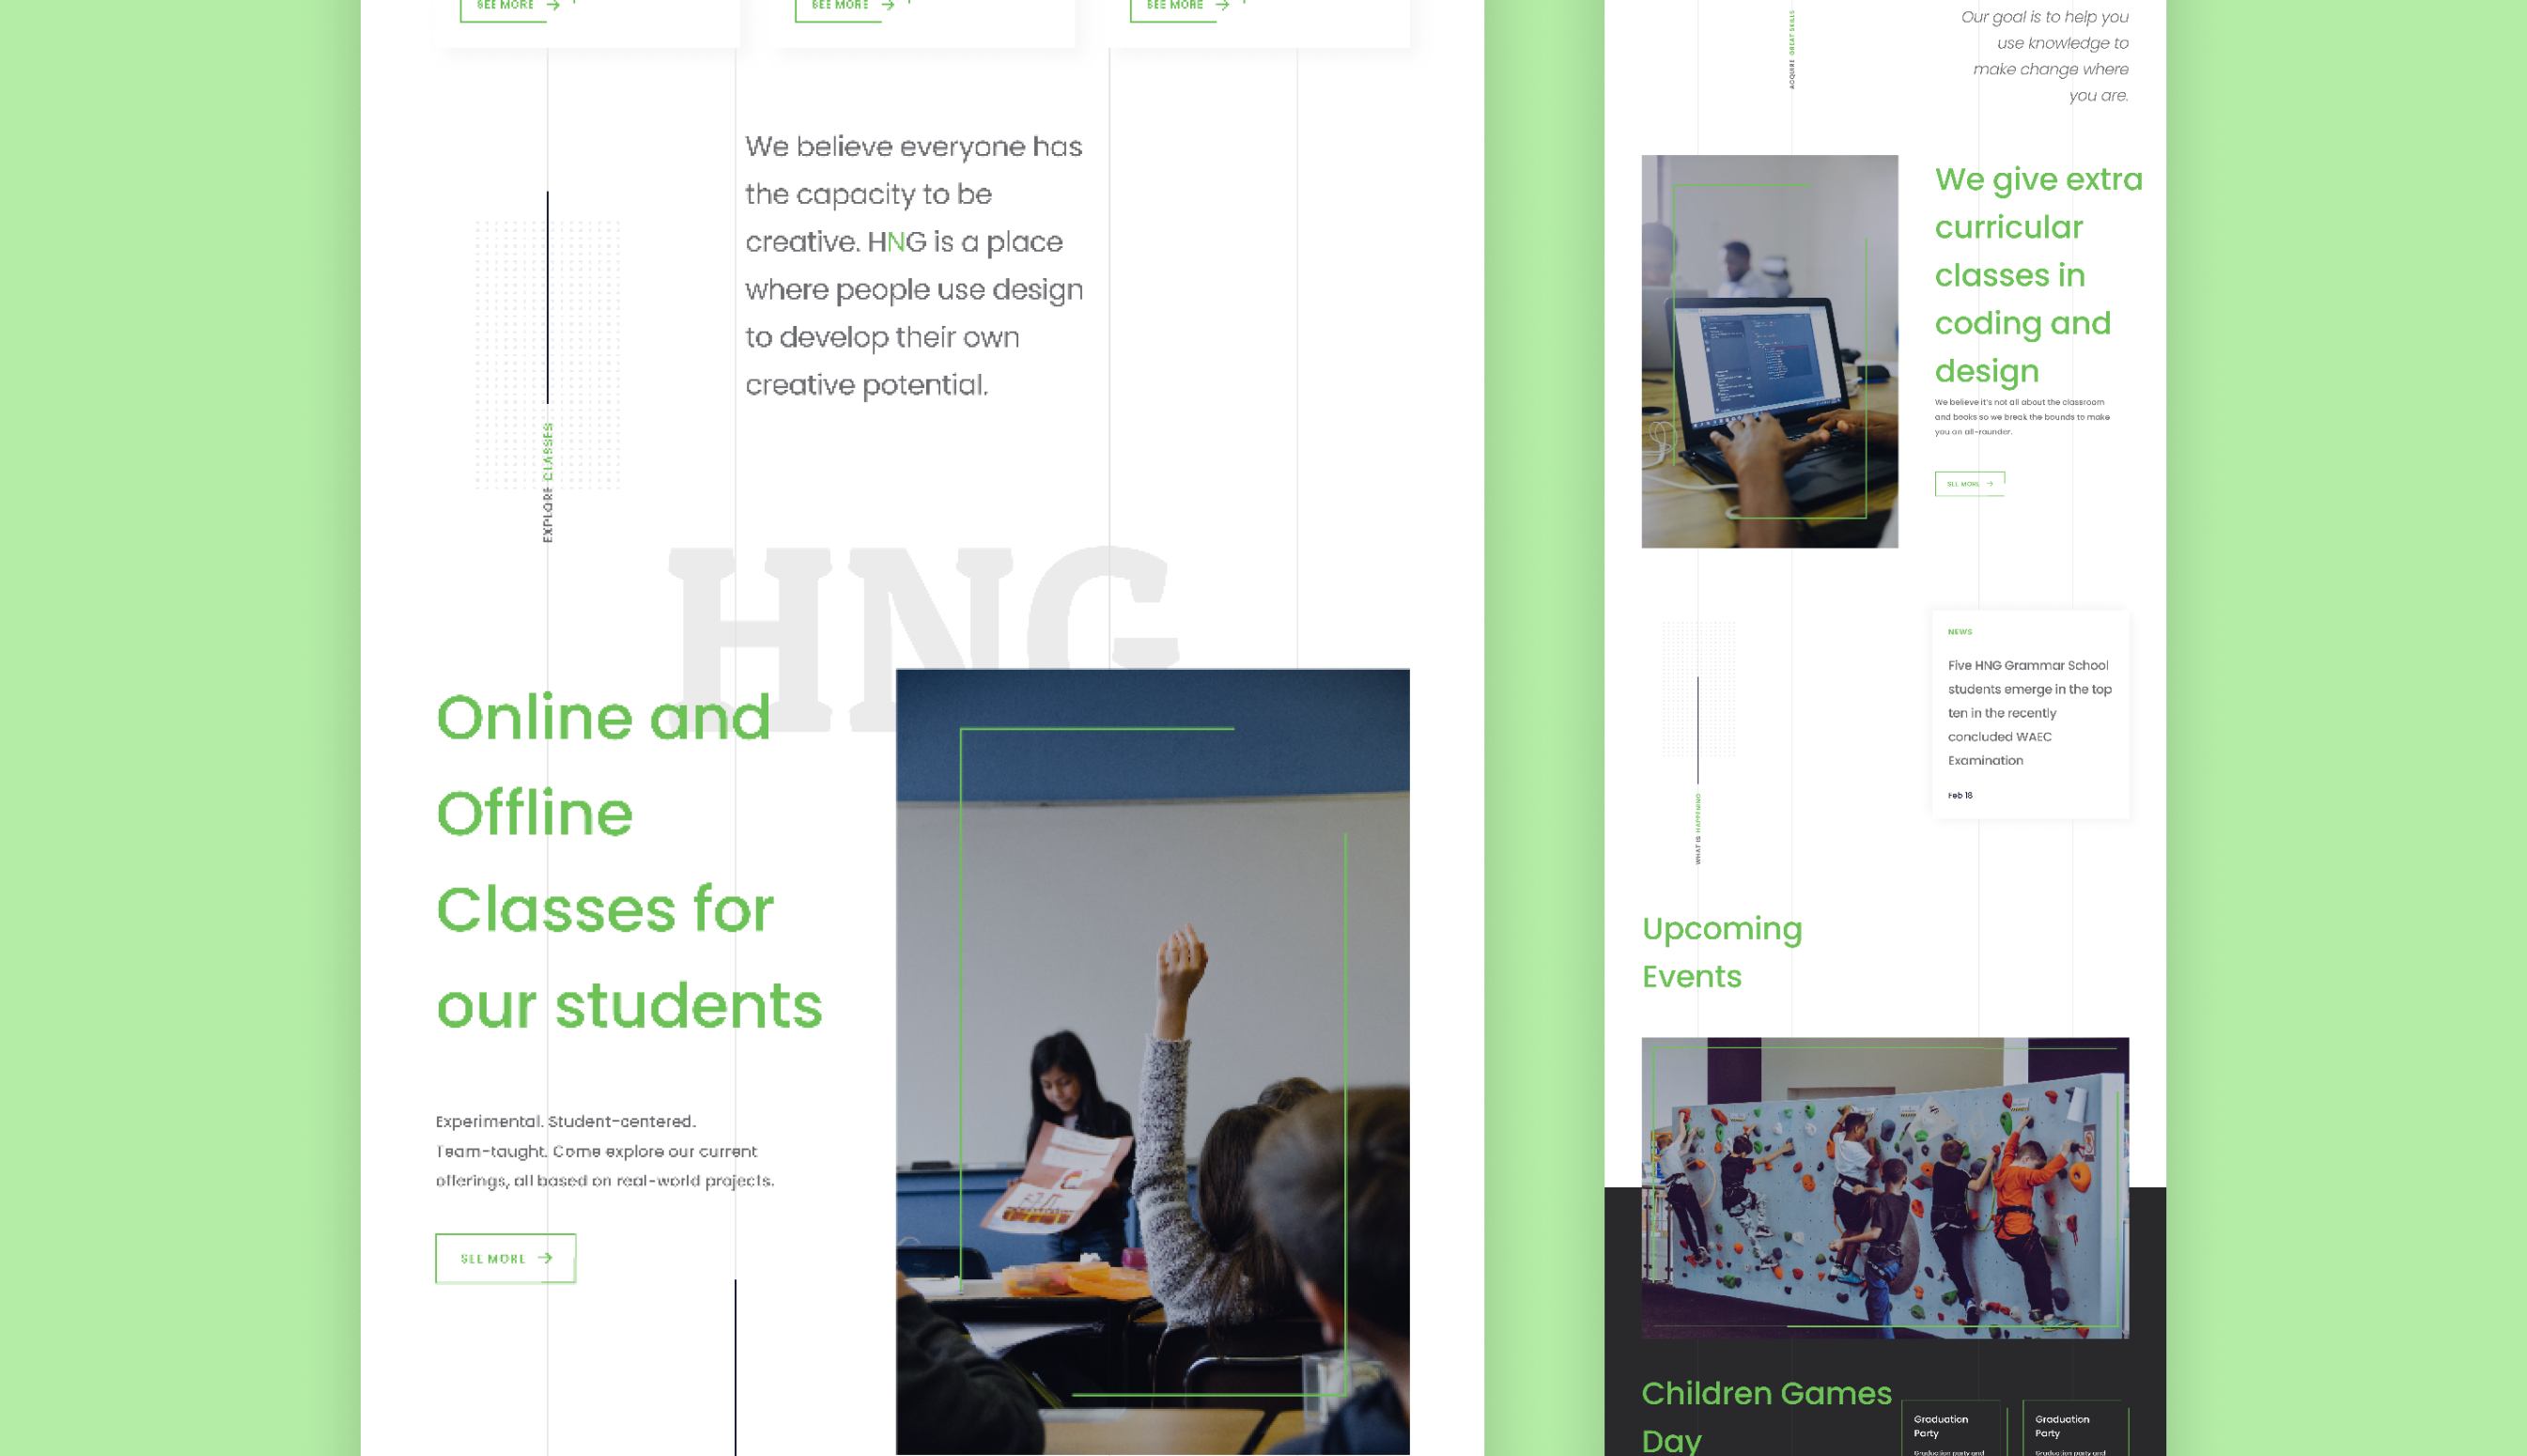 SEE MORE →
SEE MORE →
SEE MORE →
We believe everyone has
the capacity to be
creative. HNG is a place
where people use design
to develop their own
creative potential.
EXPLORE CLASSES
HNG
Online and
Offline
Classes for
our students
Experimental. Student-centered.
Team-taught. Come explore our current
offerings, all based on real-world projects.
SEE MORE →
ACQUIRE GREAT SKILLS
Our goal is to help you
use knowledge to
make change where
you are.
We give extra
curricular
classes in
coding and
design
We believe it's not all about the classroom
and books so we break the bounds to make
you an all-rounder.
SEE MORE →
WHAT IS HAPPENING
NEWS
Five HNG Grammar School
students emerge in the top
ten in the recently
concluded WAEC
Examination
Feb 18
Upcoming
Events
Children Games
Day
Graduation
Party
Graduation party and
Graduation
Party
Graduation party and